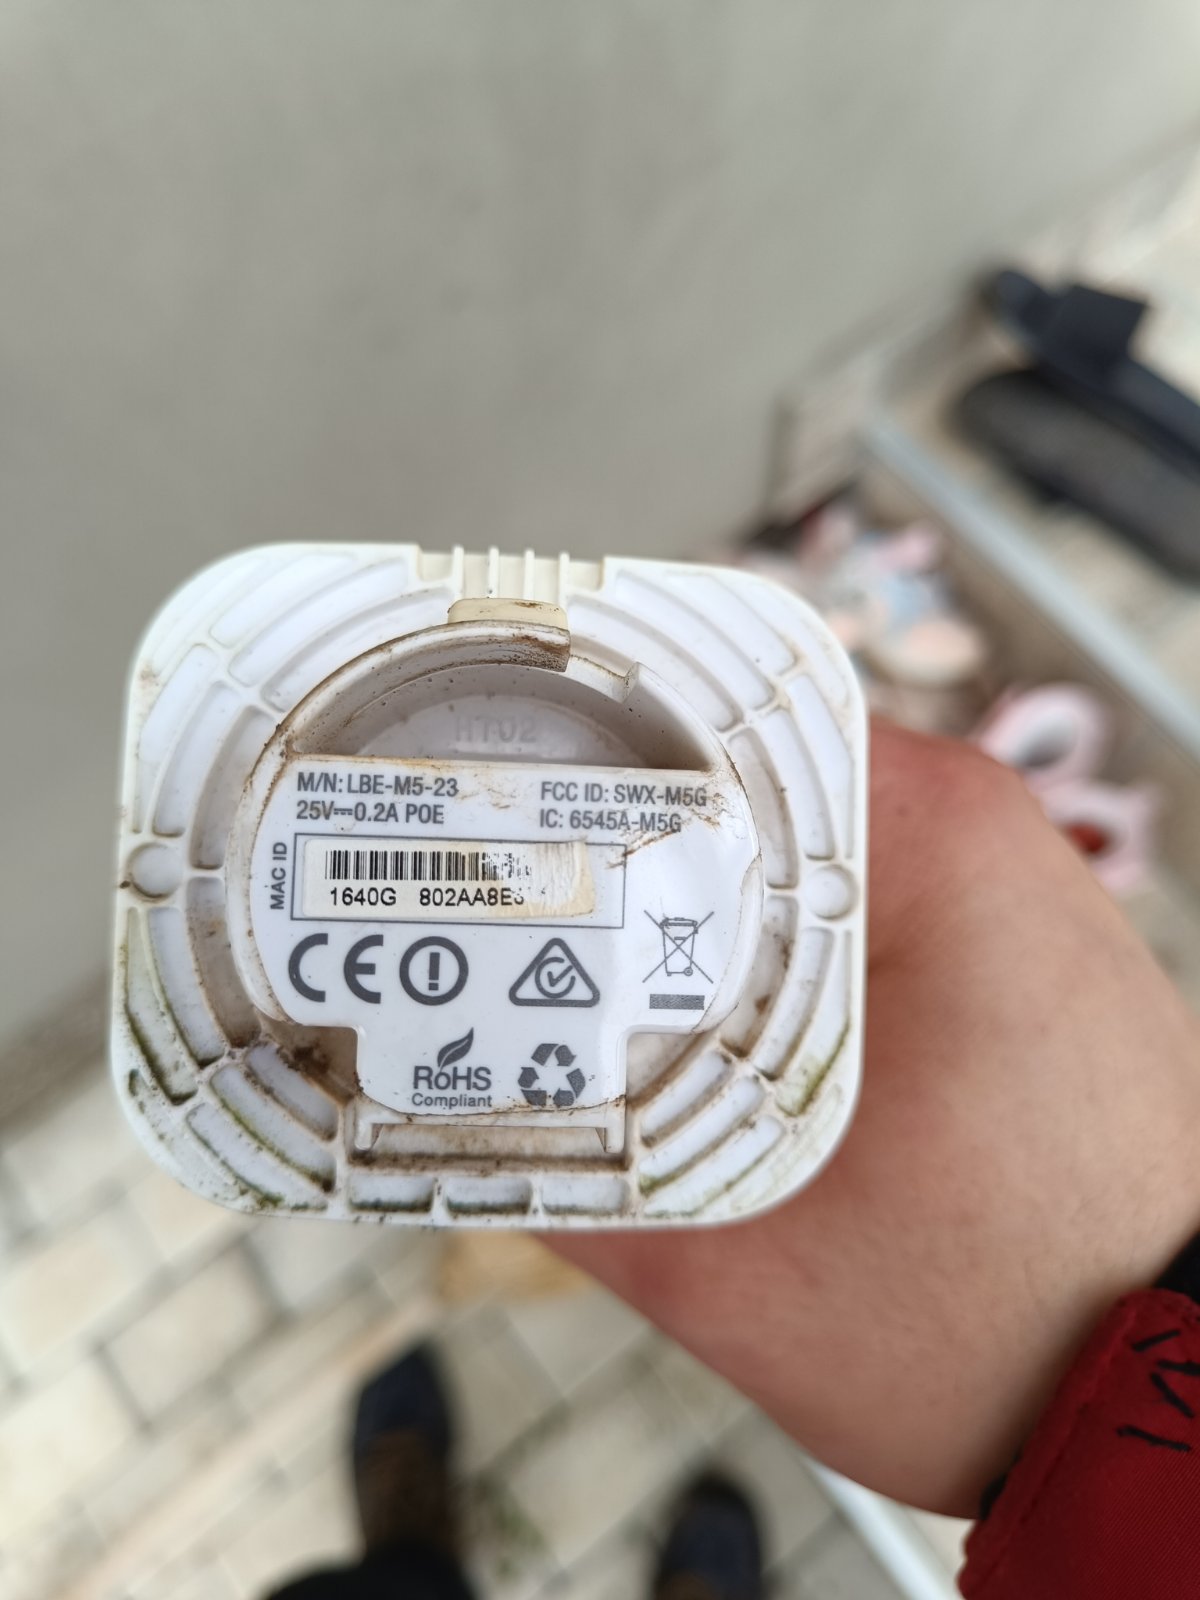 HT02
M/N: LBE-M5-23
25V⎓0.2A POE
FCC ID: SWX-M5G
IC: 6545A-M5G
MAC ID
1640G
CE
RoHS
Compliant